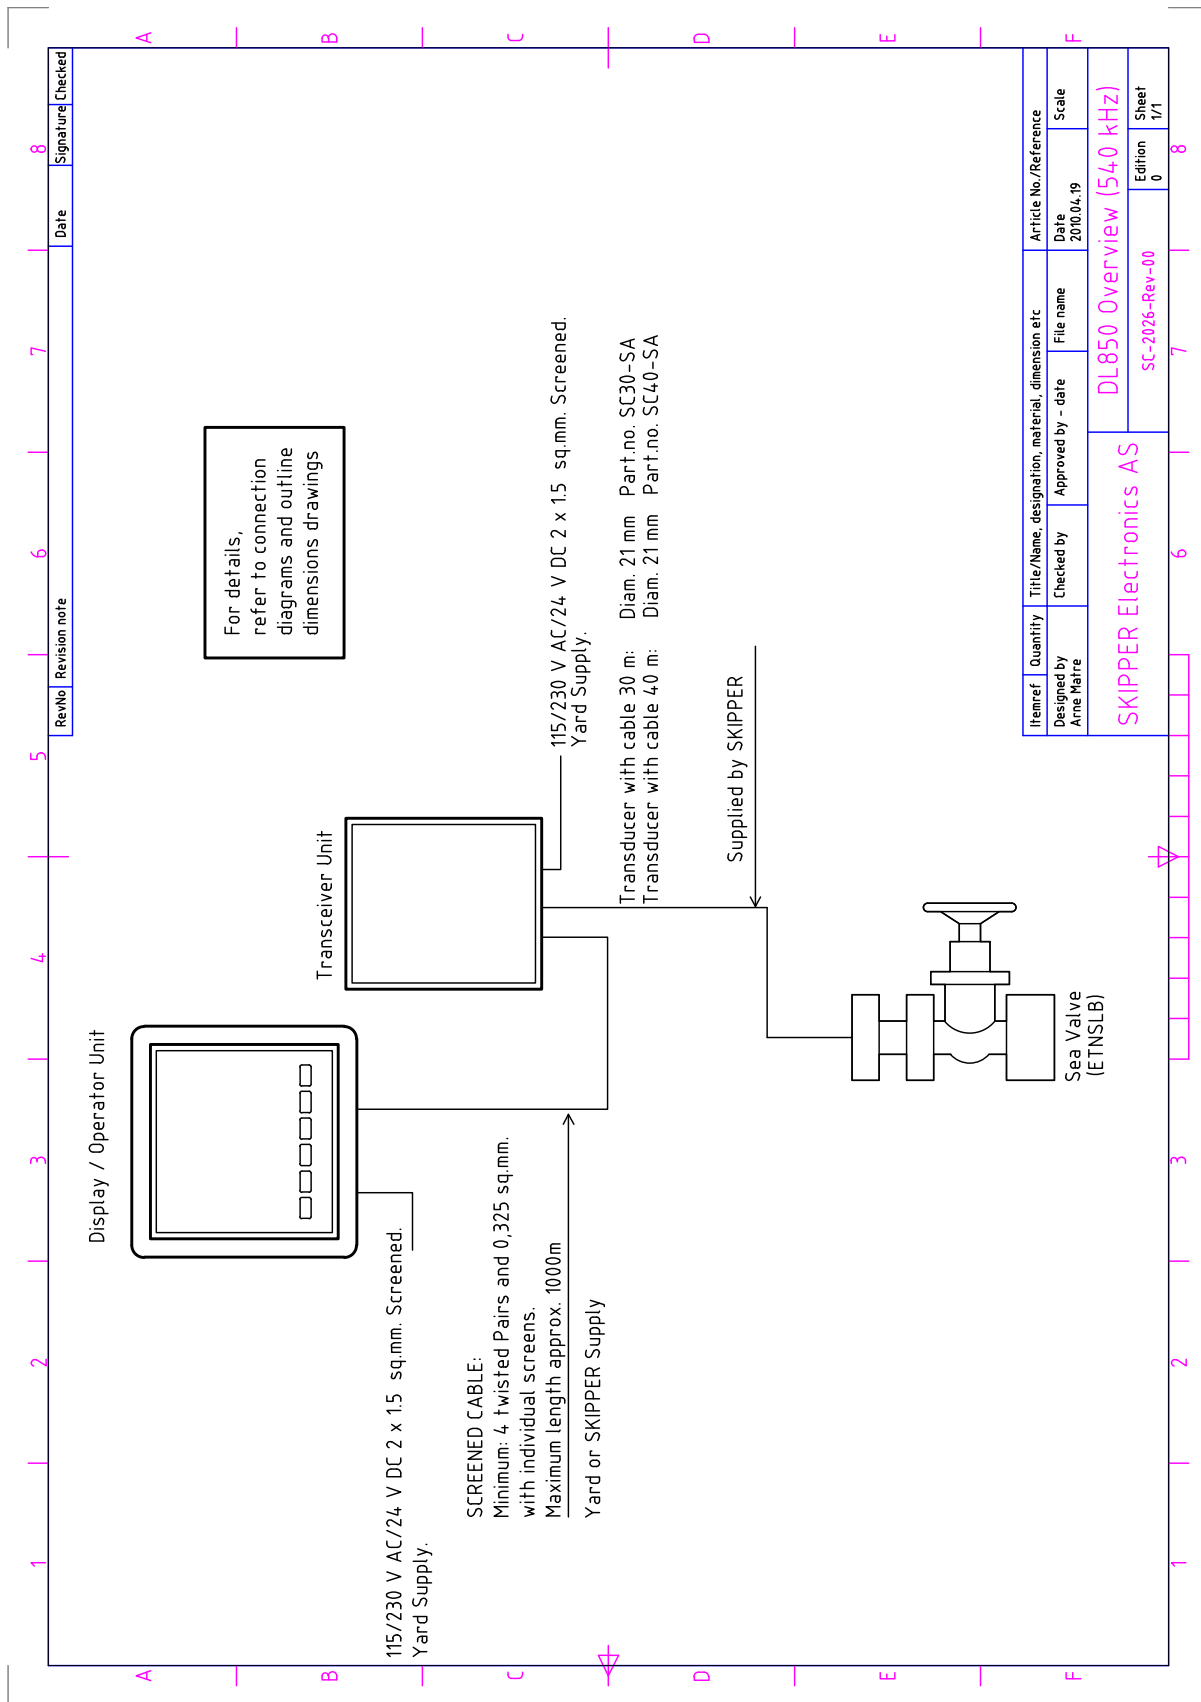 A
B
C
D
E
F
RevNo Revision note Date Signature Checked
For details,
refer to connection
diagrams and outline
dimensions drawings
Display / Operator Unit
Transceiver Unit
115/230 V AC/24 V DC 2 x 1.5 sq.mm. Screened.
Yard Supply.
115/230 V AC/24 V DC 2 x 1.5 sq.mm. Screened.
Yard Supply.
SCREENED CABLE:
Minimum: 4 twisted Pairs and 0,325 sq.mm.
with individual screens.
Maximum length approx. 1000m
Yard or SKIPPER Supply
Transducer with cable 30 m: Diam. 21 mm Part.no. SC30-SA
Transducer with cable 40 m: Diam. 21 mm Part.no. SC40-SA
Supplied by SKIPPER
Sea Valve
(ETNSLB)
Itemref Quantity Title/Name, designation, material, dimension etc Article No./Reference
Designed by Checked by Approved by - date File name Date Scale
Arne Matre 2010.04.19
SKIPPER Electronics AS
DL850 Overview (540 kHz)
SC-2026-Rev-00
Edition Sheet
0 1/1
1 2 3 4 5 6 7 8
1 2 3 4 6 7 8
A
B
C
D
E
F